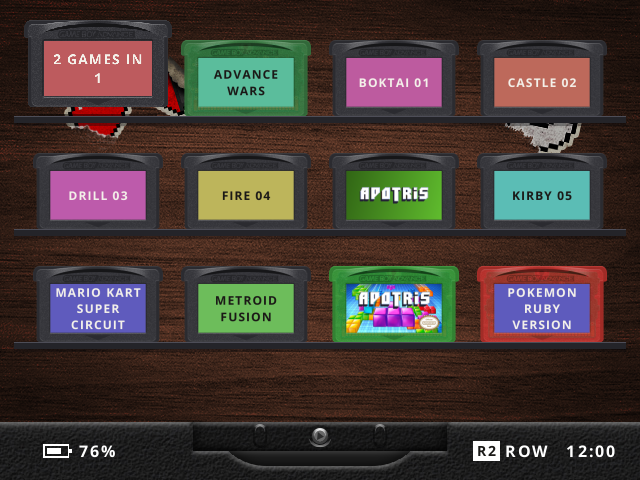 2 GAMES IN
1
ADVANCE
WARS
BOKTAI 01
CASTLE 02
DRILL 03
FIRE 04
APOTRIS
KIRBY 05
MARIO KART
SUPER
CIRCUIT
METROID
FUSION
APOTRIS
POKEMON
RUBY
VERSION
76%
R2 ROW 12:00